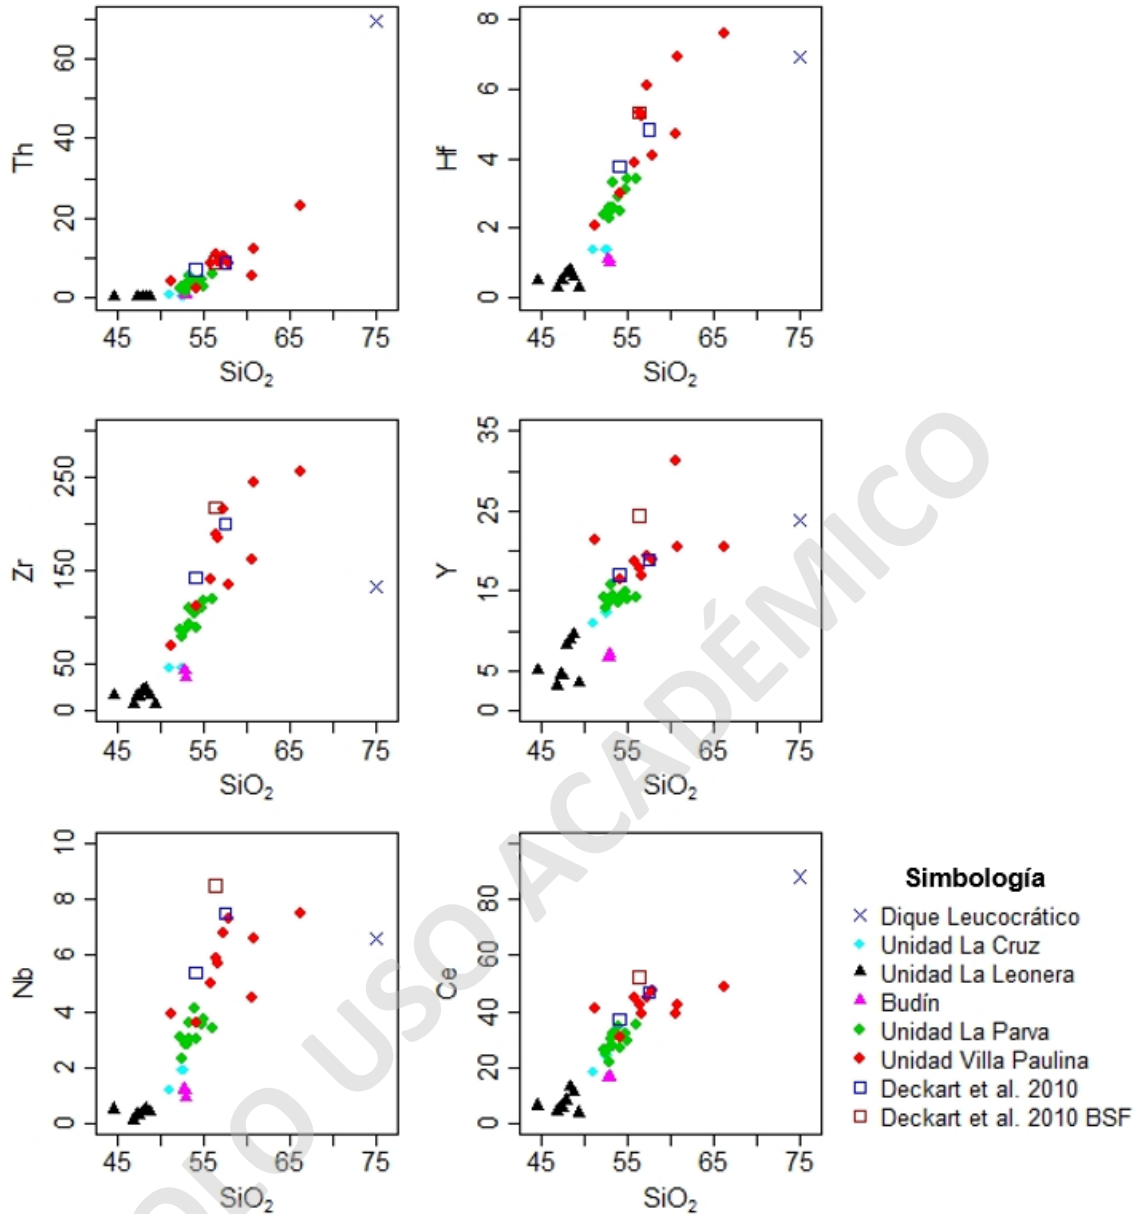 Th
60
40
20
0
45 55 65 75
SiO₂
Hf
8
6
4
2
0
45 55 65 75
SiO₂
Zr
250
150
50
0
45 55 65 75
SiO₂
Y
35
25
15
5
0
45 55 65 75
SiO₂
Nb
10
8
6
4
2
0
45 55 65 75
SiO₂
Ce
80
60
40
20
0
45 55 65 75
SiO₂
Simbología
Dique Leucocrático
Unidad La Cruz
Unidad La Leonera
Budín
Unidad La Parva
Unidad Villa Paulina
Deckart et al. 2010
Deckart et al. 2010 BSF
OLO USO ACADÉMICO